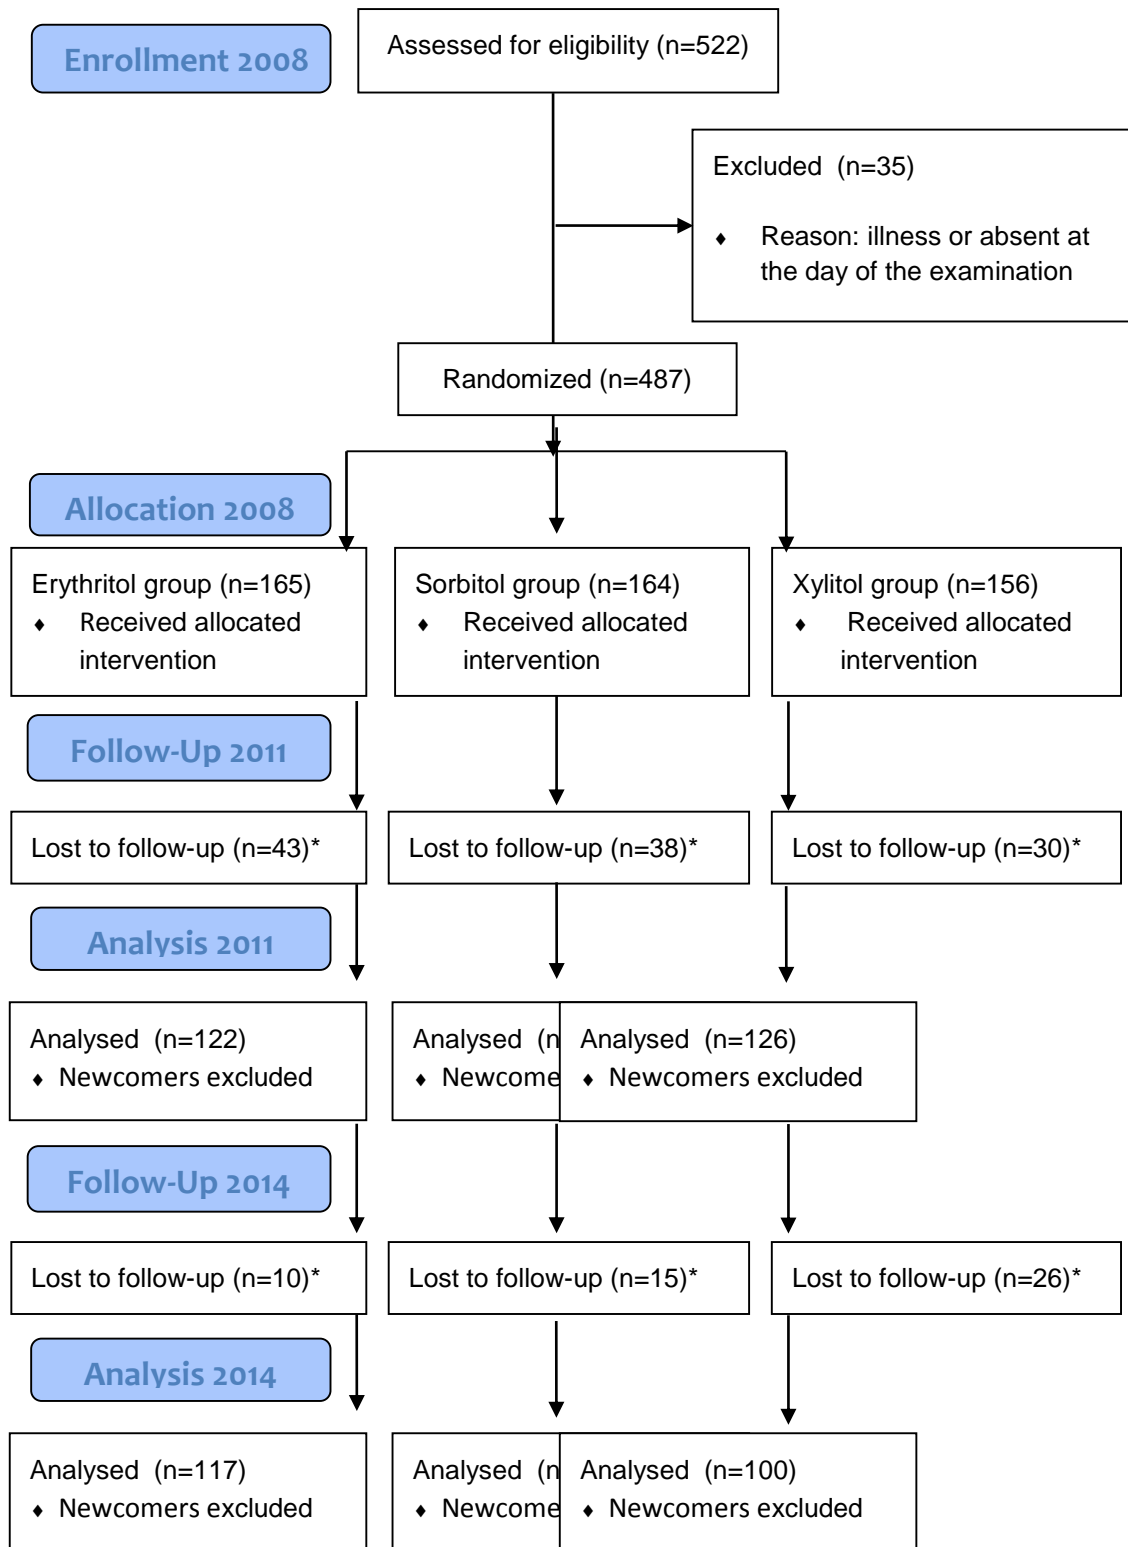 Enrollment 2008
Assessed for eligibility (n=522)
Excluded (n=35)
♦ Reason: illness or absent at
the day of the examination
Randomized (n=487)
Allocation 2008
Erythritol group (n=165)
♦ Received allocated
intervention
Sorbitol group (n=164)
♦ Received allocated
intervention
Xylitol group (n=156)
♦ Received allocated
intervention
Follow-Up 2011
Lost to follow-up (n=43)*
Lost to follow-up (n=38)*
Lost to follow-up (n=30)*
Analysis 2011
Analysed (n=122)
♦ Newcomers excluded
Analysed (n
♦ Newcome
Analysed (n=126)
♦ Newcomers excluded
Follow-Up 2014
Lost to follow-up (n=10)*
Lost to follow-up (n=15)*
Lost to follow-up (n=26)*
Analysis 2014
Analysed (n=117)
♦ Newcomers excluded
Analysed (n
♦ Newcome
Analysed (n=100)
♦ Newcomers excluded